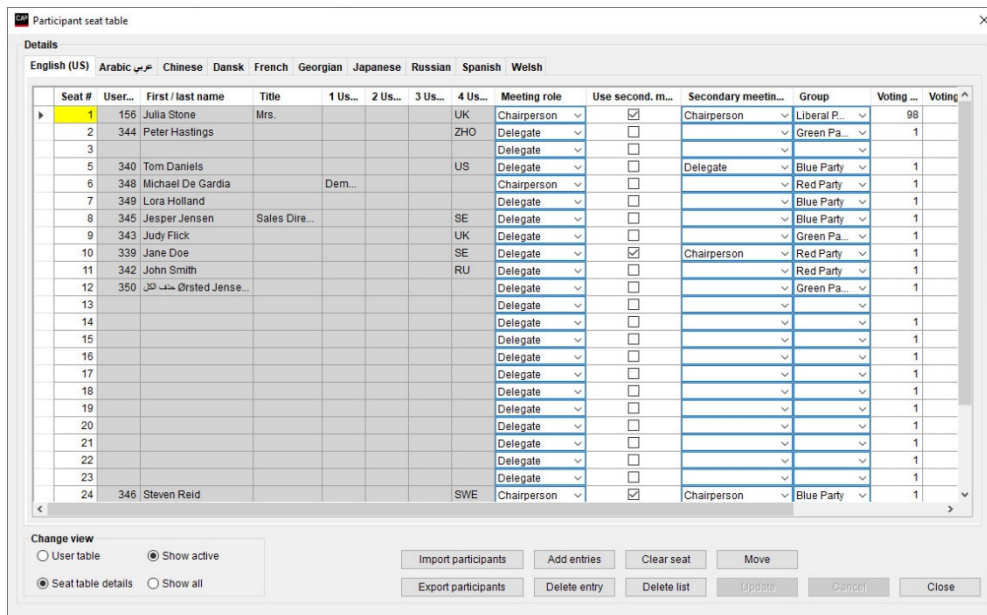 CAP Participant seat table
Details
English (US) Arabic عربي Chinese Dansk French Georgian Japanese Russian Spanish Welsh
Seat # User... First / last name Title 1 Us... 2 Us... 3 Us... 4 Us... Meeting role Use second. m... Secondary meetin... Group Voting ... Voting
1 156 Julia Stone Mrs. UK Chairperson Chairperson Liberal P... 98
2 344 Peter Hastings ZHO Delegate Green Pa... 1
3 Delegate
5 340 Tom Daniels US Delegate Delegate Blue Party 1
6 348 Michael De Gardia Dem... Chairperson Red Party 1
7 349 Lora Holland Delegate Blue Party 1
8 345 Jesper Jensen Sales Dire... SE Delegate Blue Party 1
9 343 Judy Flick UK Delegate Green Pa... 1
10 339 Jane Doe SE Delegate Chairperson Red Party 1
11 342 John Smith RU Delegate Red Party 1
12 350 حذف الكل Ørsted Jense... Delegate Green Pa... 1
13 Delegate
14 Delegate 1
15 Delegate 1
16 Delegate 1
17 Delegate 1
18 Delegate 1
19 Delegate 1
20 Delegate 1
21 Delegate 1
22 Delegate 1
23 Delegate 1
24 346 Steven Reid SWE Chairperson Chairperson Blue Party 1
Change view
User table Show active
Seat table details Show all
Import participants Add entries Clear seat Move
Export participants Delete entry Delete list Update Cancel Close